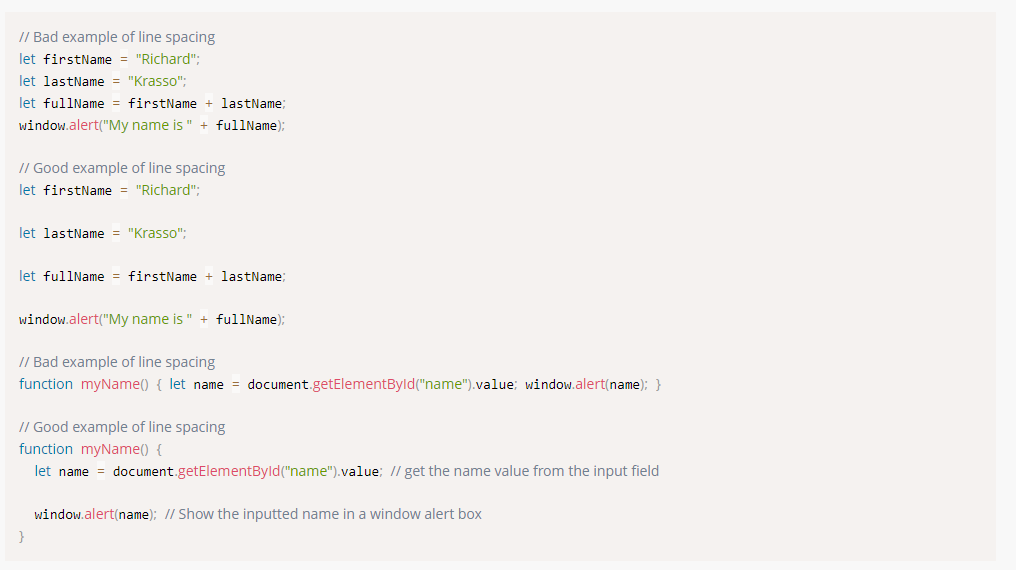 // Bad example of line spacing
let firstName = "Richard";
let lastName = "Krasso";
let fullName = firstName + lastName;
window.alert("My name is " + fullName);
// Good example of line spacing
let firstName = "Richard";
let lastName = "Krasso";
let fullName = firstName + lastName;
window.alert("My name is " + fullName);
// Bad example of line spacing
function myName() { let name = document.getElementById("name").value; window.alert(name); }
// Good example of line spacing
function myName() {
let name = document.getElementById("name").value; // get the name value from the input field
window.alert(name); // Show the inputted name in a window alert box
}